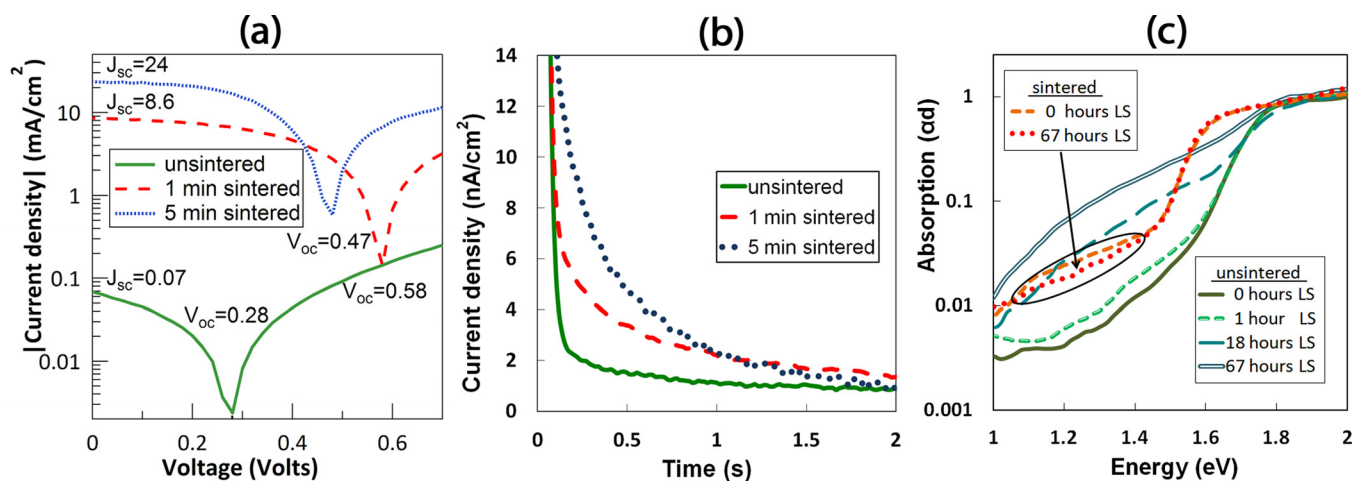 (a)
|Current density| (mA/cm²)
10
1
0.1
0.01
J_sc=24
J_sc=8.6
unsintered
1 min sintered
5 min sintered
V_oc=0.47
J_sc=0.07
V_oc=0.28
V_oc=0.58
0
0.2
0.4
0.6
Voltage (Volts)
(b)
Current density (nA/cm²)
14
12
10
8
6
4
2
0
unsintered
1 min sintered
5 min sintered
0
0.5
1
1.5
2
Time (s)
(c)
Absorption (αd)
1
0.1
0.01
0.001
sintered
0 hours LS
67 hours LS
unsintered
0 hours LS
1 hour LS
18 hours LS
67 hours LS
1
1.2
1.4
1.6
1.8
2
Energy (eV)